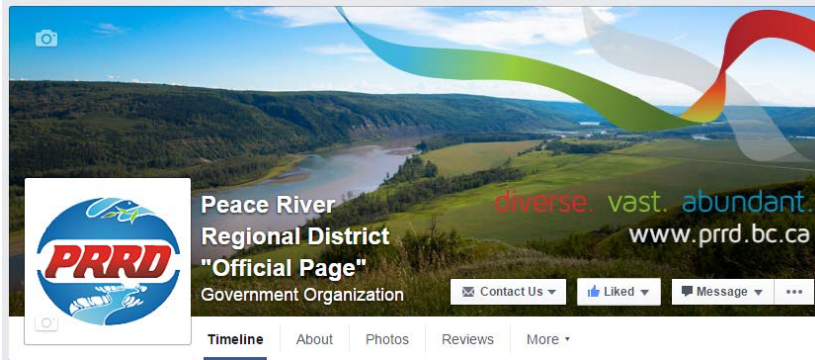 diverse. vast. abundant.
www.prrd.bc.ca
PRRD
Peace River
Regional District
"Official Page"
Government Organization
Contact Us
Liked
Message
Timeline
About
Photos
Reviews
More